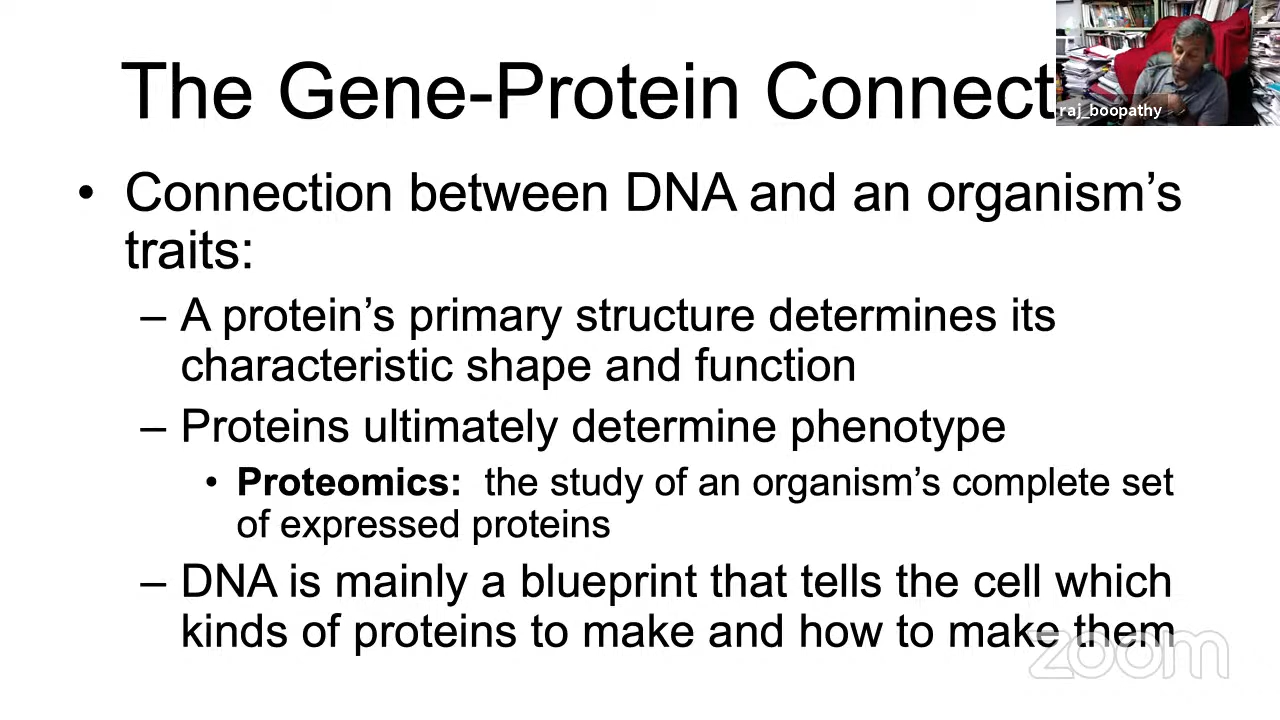 The Gene-Protein Connect
raj_boopathy
• Connection between DNA and an organism’s
traits:
– A protein’s primary structure determines its
characteristic shape and function
– Proteins ultimately determine phenotype
• Proteomics: the study of an organism’s complete set
of expressed proteins
– DNA is mainly a blueprint that tells the cell which
kinds of proteins to make and how to make them
zoom